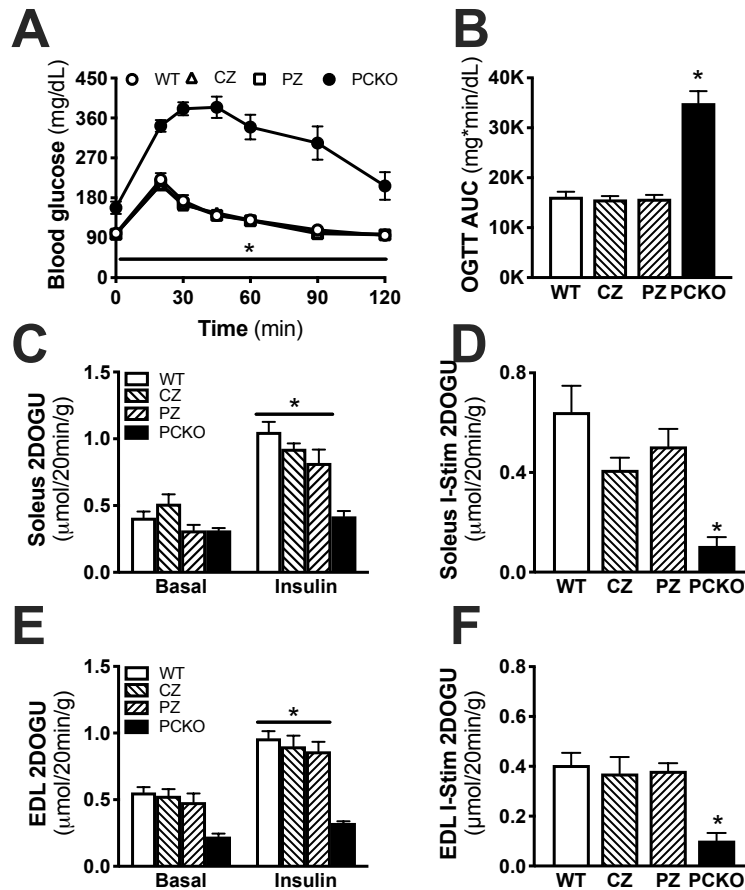 A
WT CZ PZ PCKO
Blood glucose (mg/dL)
450
360
270
180
90
0
*
0 30 60 90 120
Time (min)
B
OGTT AUC (mg*min/dL)
40K
30K
20K
10K
0K
*
WT CZ PZ PCKO
C
Soleus 2DOGU
(μmol/20min/g)
1.5
1.0
0.5
0.0
WT
CZ
PZ
PCKO
*
Basal Insulin
D
Soleus I-Stim 2DOGU
(μmol/20min/g)
0.8
0.4
0.0
*
WT CZ PZ PCKO
E
EDL 2DOGU
(μmol/20min/g)
1.5
1.0
0.5
0.0
WT
CZ
PZ
PCKO
*
Basal Insulin
F
EDL I-Stim 2DOGU
(μmol/20min/g)
0.8
0.6
0.4
0.2
0.0
*
WT CZ PZ PCKO